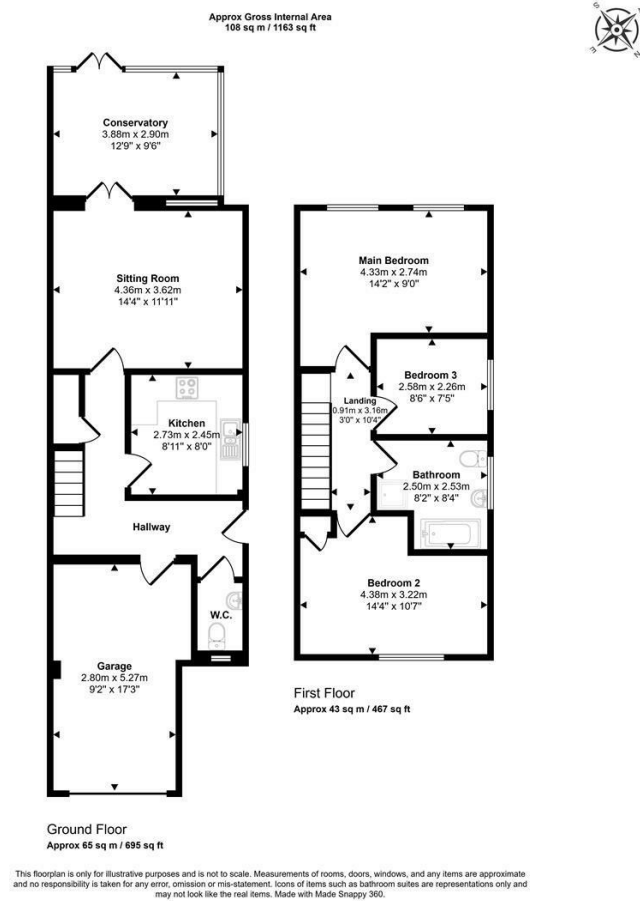 Approx Gross Internal Area
108 sq m / 1163 sq ft
S
E
N
Conservatory
3.88m x 2.90m
12'9" x 9'6"
Sitting Room
4.36m x 3.62m
14'4" x 11'11"
Kitchen
2.73m x 2.45m
8'11" x 8'0"
Hallway
W.C.
Garage
2.80m x 5.27m
9'2" x 17'3"
Ground Floor
Approx 65 sq m / 695 sq ft
Main Bedroom
4.33m x 2.74m
14'2" x 9'0"
Bedroom 3
2.58m x 2.26m
8'6" x 7'5"
Landing
0.91m x 3.16m
3'0" x 10'4"
Bathroom
2.50m x 2.53m
8'2" x 8'4"
Bedroom 2
4.38m x 3.22m
14'4" x 10'7"
First Floor
Approx 43 sq m / 467 sq ft
This floorplan is only for illustrative purposes and is not to scale. Measurements of rooms, doors, windows, and any items are approximate
and no responsibility is taken for any error, omission or mis-statement. Icons of items such as bathroom suites are representations only and
may not look like the real items. Made with Made Snappy 360.